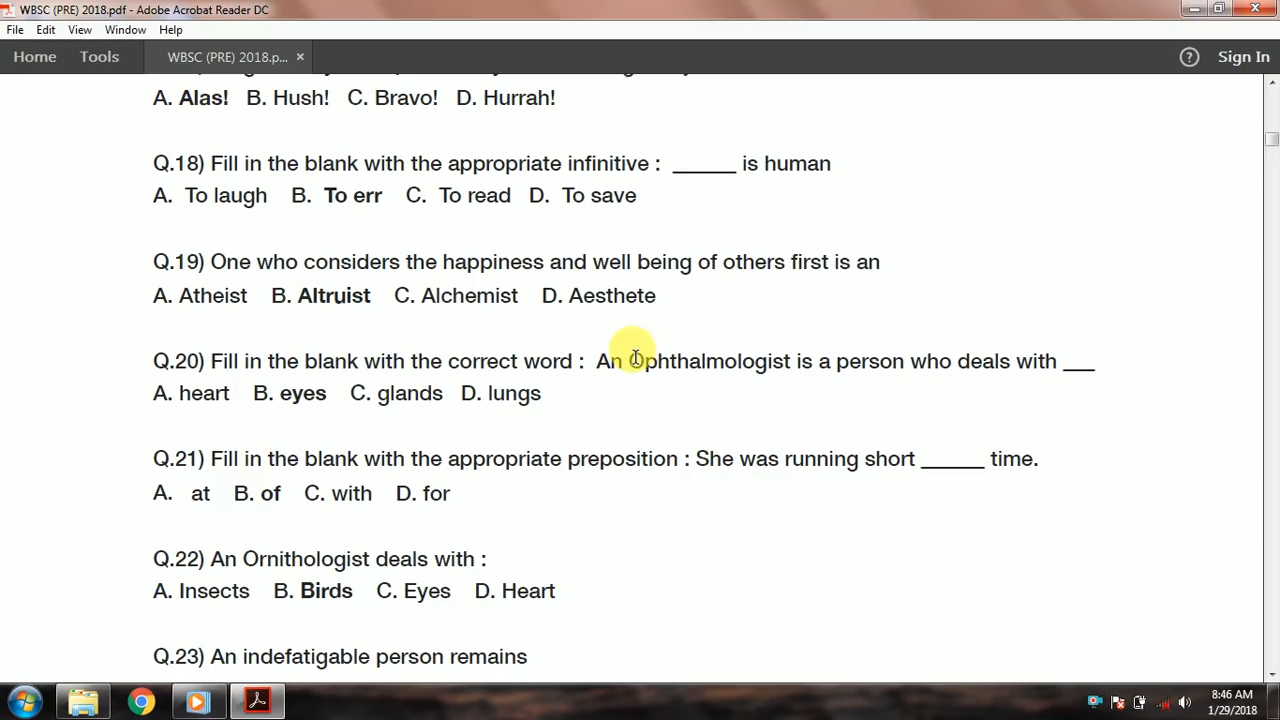 WBSC (PRE) 2018.pdf - Adobe Acrobat Reader DC
File Edit View Window Help
Home Tools WBSC (PRE) 2018.p... × ? Sign In
A. Alas! B. Hush! C. Bravo! D. Hurrah!
Q.18) Fill in the blank with the appropriate infinitive : ______ is human
A. To laugh B. To err C. To read D. To save
Q.19) One who considers the happiness and well being of others first is an
A. Atheist B. Altruist C. Alchemist D. Aesthete
Q.20) Fill in the blank with the correct word : An Ophthalmologist is a person who deals with ___
A. heart B. eyes C. glands D. lungs
Q.21) Fill in the blank with the appropriate preposition : She was running short ______ time.
A. at B. of C. with D. for
Q.22) An Ornithologist deals with :
A. Insects B. Birds C. Eyes D. Heart
Q.23) An indefatigable person remains
8:46 AM
1/29/2018